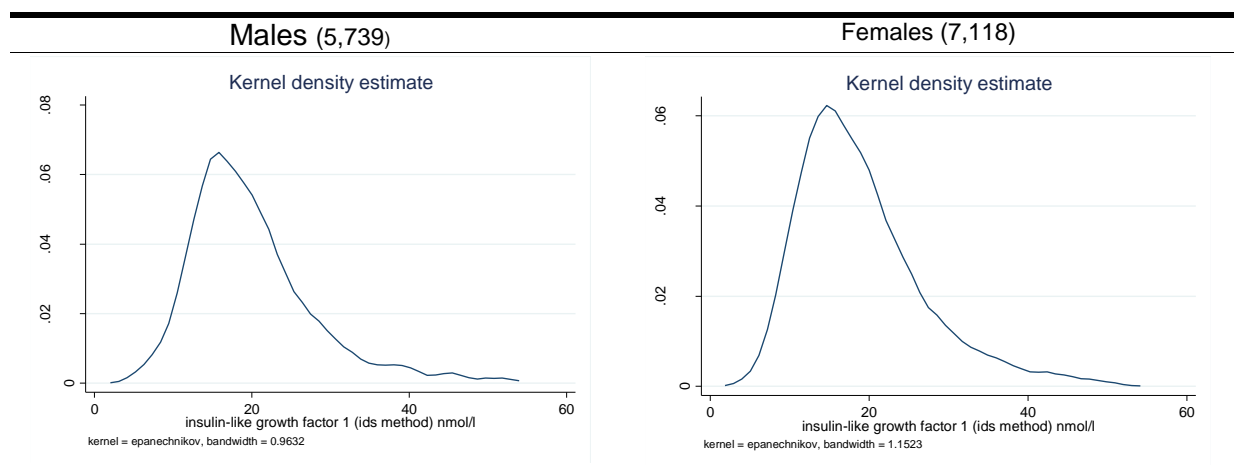 Males (5,739)
Females (7,118)
Kernel density estimate
.08
.06
.04
.02
0
0 20 40 60
insulin-like growth factor 1 (ids method) nmol/l
kernel = epanechnikov, bandwidth = 0.9632
Kernel density estimate
.06
.04
.02
0
0 20 40 60
insulin-like growth factor 1 (ids method) nmol/l
kernel = epanechnikov, bandwidth = 1.1523